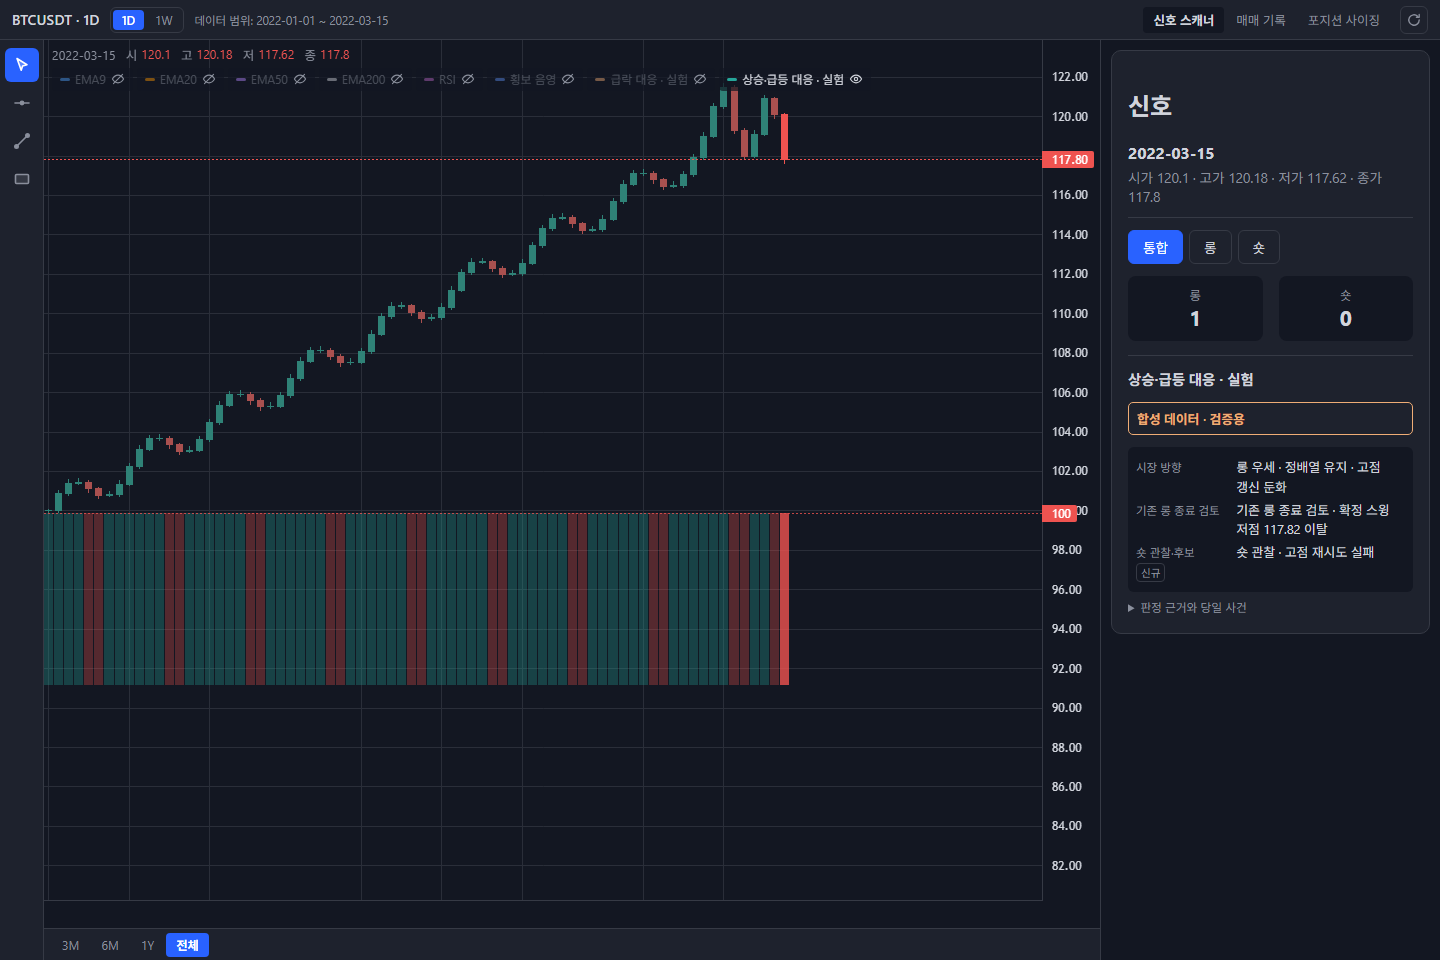 BTCUSDT · 1D 1D 1W 데이터 범위: 2022-01-01 ~ 2022-03-15
신호 스캐너 매매 기록 포지션 사이징
2022-03-15 시 120.1 고 120.18 저 117.62 종 117.8
EMA9 EMA20 EMA50 EMA200 RSI 횡보 음영 급락 대응 · 실험 상승·급등 대응 · 실험
122.00
120.00
117.80
116.00
114.00
112.00
110.00
108.00
106.00
104.00
102.00
100
98.00
96.00
94.00
92.00
90.00
88.00
86.00
84.00
82.00
3M 6M 1Y 전체
신호
2022-03-15
시가 120.1 · 고가 120.18 · 저가 117.62 · 종가
117.8
통합 롱 숏
롱 숏
1 0
상승·급등 대응 · 실험
합성 데이터 · 검증용
시장 방향 롱 우세 · 정배열 유지 · 고점
갱신 둔화
기존 롱 종료 검토 기존 롱 종료 검토 · 확정 스윙
저점 117.82 이탈
숏 관찰·후보 숏 관찰 · 고점 재시도 실패
신규
판정 근거와 당일 사건